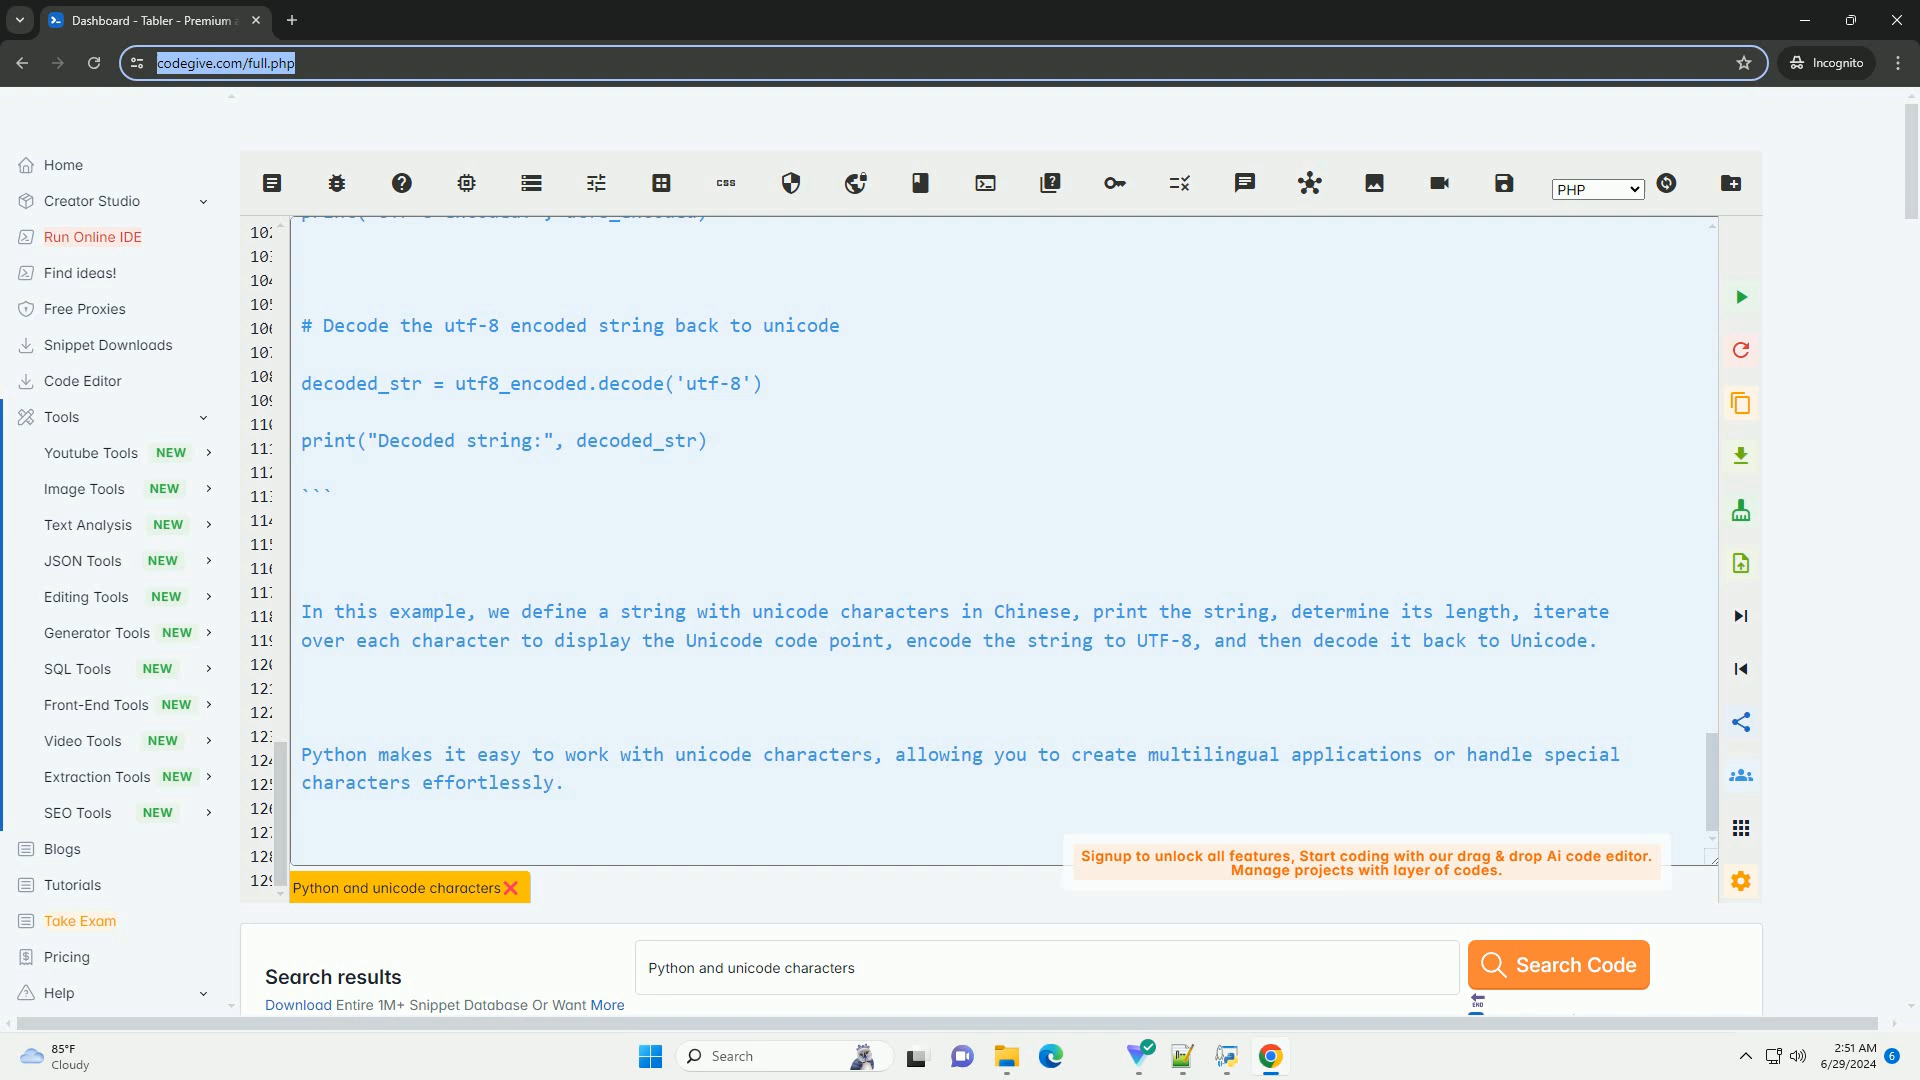 Dashboard - Tabler - Premium
codegive.com/full.php
Incognito
Home
Creator Studio
Run Online IDE
Find ideas!
Free Proxies
Snippet Downloads
Code Editor
Tools
Youtube Tools NEW
Image Tools NEW
Text Analysis NEW
JSON Tools NEW
Editing Tools NEW
Generator Tools NEW
SQL Tools NEW
Front-End Tools NEW
Video Tools NEW
Extraction Tools NEW
SEO Tools NEW
Blogs
Tutorials
Take Exam
Pricing
Help
css
PHP
# Decode the utf-8 encoded string back to unicode
decoded_str = utf8_encoded.decode('utf-8')
print("Decoded string:", decoded_str)
```
In this example, we define a string with unicode characters in Chinese, print the string, determine its length, iterate
over each character to display the Unicode code point, encode the string to UTF-8, and then decode it back to Unicode.
Python makes it easy to work with unicode characters, allowing you to create multilingual applications or handle special
characters effortlessly.
Signup to unlock all features, Start coding with our drag & drop Ai code editor.
Manage projects with layer of codes.
Python and unicode characters
Search results
Download Entire 1M+ Snippet Database Or Want More
Python and unicode characters
Search Code
END
85°F
Cloudy
Search
2:51 AM
6/29/2024
6